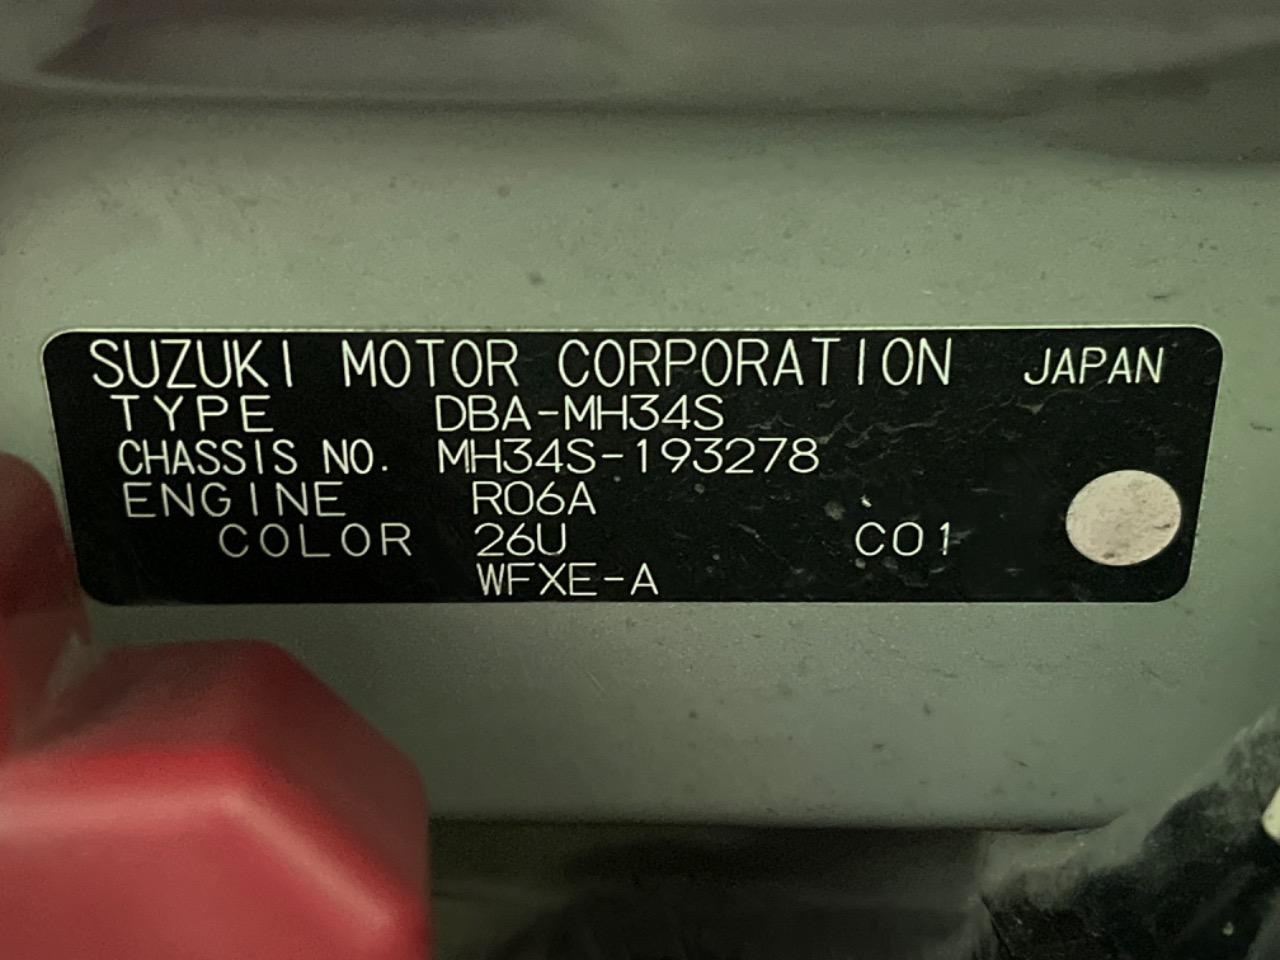 SUZUKI MOTOR CORPORATION JAPAN
TYPE DBA-MH34S
CHASSIS NO. MH34S-193278
ENGINE R06A
COLOR 26U C01
WFXE-A